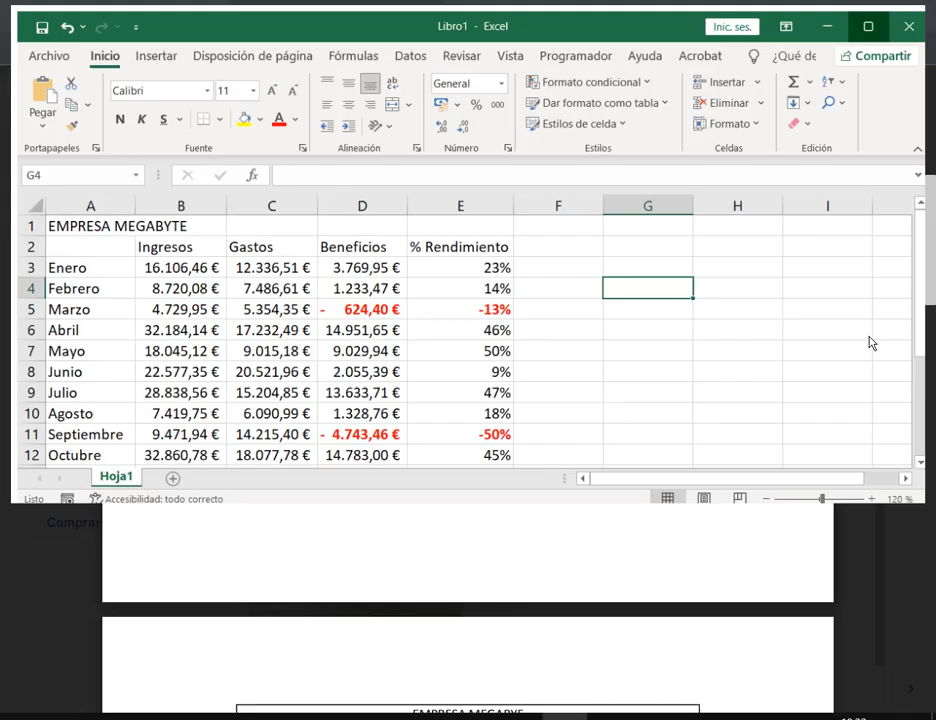 Libro1 - Excel
Inic. ses.
Archivo Inicio Insertar Disposición de página Fórmulas Datos Revisar Vista Programador Ayuda Acrobat ¿Qué de Compartir
Calibri 11 General Formato condicional Insertar
Dar formato como tabla Eliminar
Pegar N K S Estilos de celda Formato
Portapapeles Fuente Alineación Número Estilos Celdas Edición
G4 fx
A B C D E F G H I
1 EMPRESA MEGABYTE
2 Ingresos Gastos Beneficios % Rendimiento
3 Enero 16.106,46 € 12.336,51 € 3.769,95 € 23%
4 Febrero 8.720,08 € 7.486,61 € 1.233,47 € 14%
5 Marzo 4.729,95 € 5.354,35 € - 624,40 € -13%
6 Abril 32.184,14 € 17.232,49 € 14.951,65 € 46%
7 Mayo 18.045,12 € 9.015,18 € 9.029,94 € 50%
8 Junio 22.577,35 € 20.521,96 € 2.055,39 € 9%
9 Julio 28.838,56 € 15.204,85 € 13.633,71 € 47%
10 Agosto 7.419,75 € 6.090,99 € 1.328,76 € 18%
11 Septiembre 9.471,94 € 14.215,40 € - 4.743,46 € -50%
12 Octubre 32.860,78 € 18.077,78 € 14.783,00 € 45%
Hoja1
Listo Accesibilidad: todo correcto 120 %
Comprar
EMPRESA MEGABYE